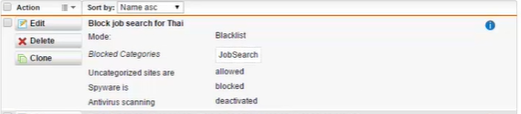 Action Sort by: Name asc
Edit Block job search for Thai
Mode: Blacklist
Delete
Blocked Categories JobSearch
Clone
Uncategorized sites are allowed
Spyware is blocked
Antivirus scanning deactivated